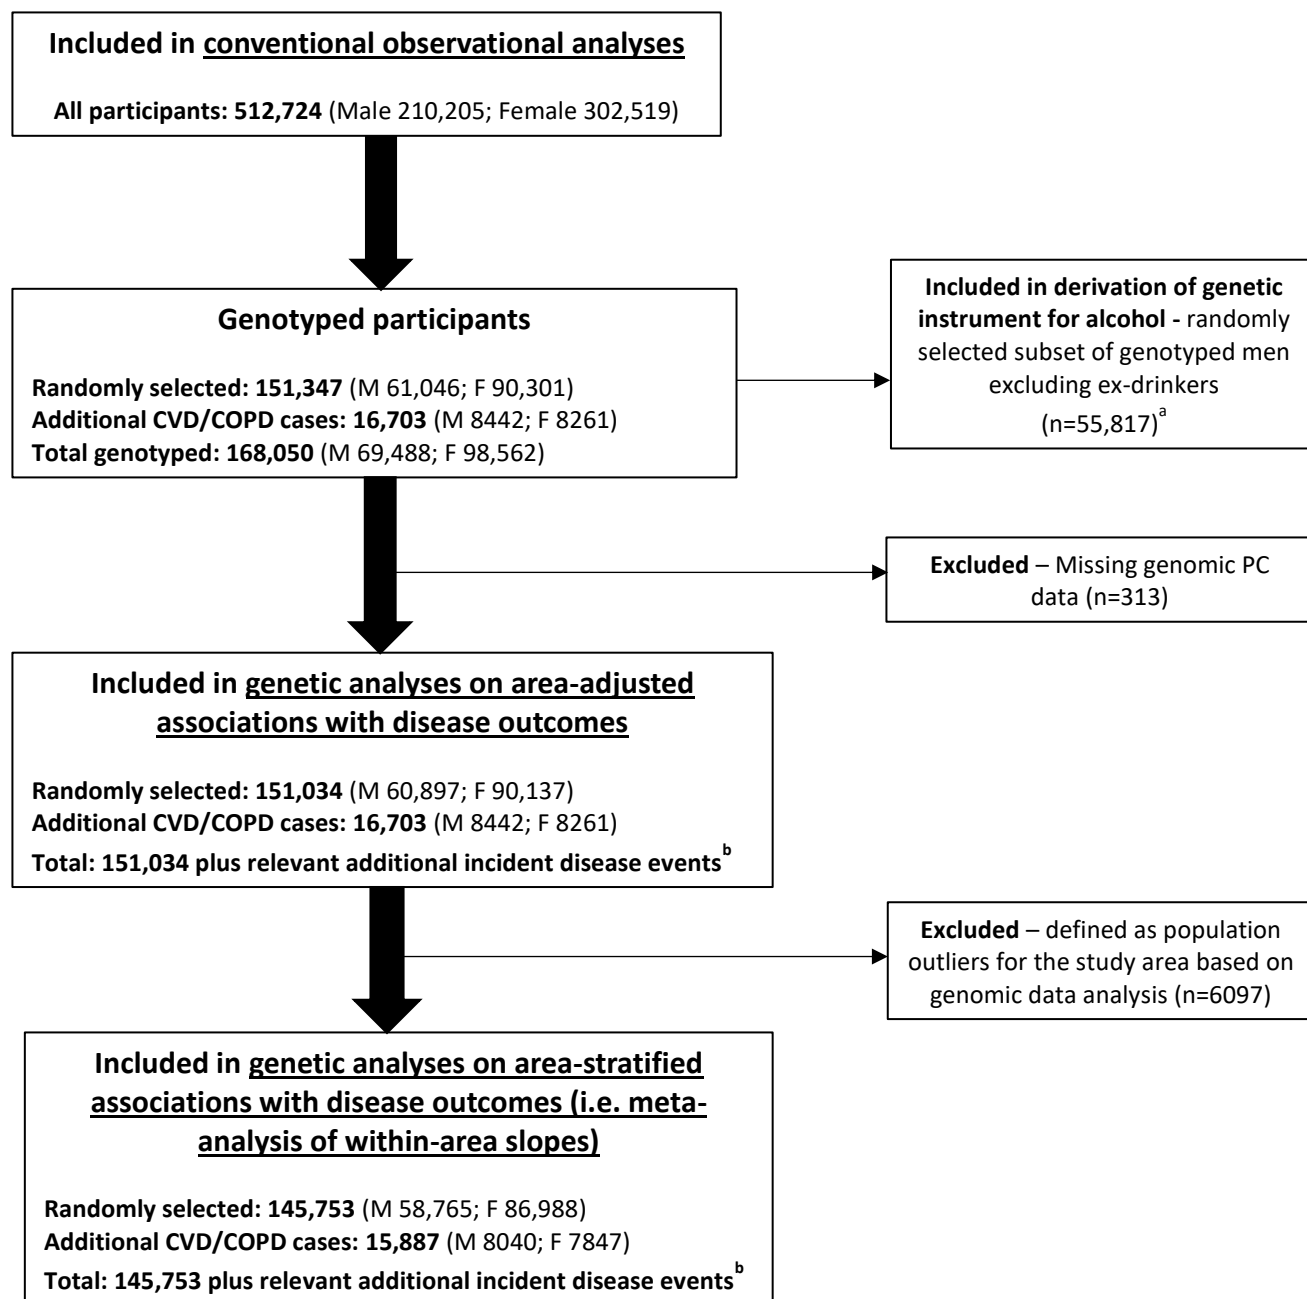 Included in conventional observational analyses
All participants: 512,724 (Male 210,205; Female 302,519)
Genotyped participants
Randomly selected: 151,347 (M 61,046; F 90,301)
Additional CVD/COPD cases: 16,703 (M 8442; F 8261)
Total genotyped: 168,050 (M 69,488; F 98,562)
Included in derivation of genetic
instrument for alcohol - randomly
selected subset of genotyped men
excluding ex-drinkers
(n=55,817)a
Excluded – Missing genomic PC
data (n=313)
Included in genetic analyses on area-adjusted
associations with disease outcomes
Randomly selected: 151,034 (M 60,897; F 90,137)
Additional CVD/COPD cases: 16,703 (M 8442; F 8261)
Total: 151,034 plus relevant additional incident disease eventsb
Excluded – defined as population
outliers for the study area based on
genomic data analysis (n=6097)
Included in genetic analyses on area-stratified
associations with disease outcomes (i.e. meta-
analysis of within-area slopes)
Randomly selected: 145,753 (M 58,765; F 86,988)
Additional CVD/COPD cases: 15,887 (M 8040; F 7847)
Total: 145,753 plus relevant additional incident disease eventsb